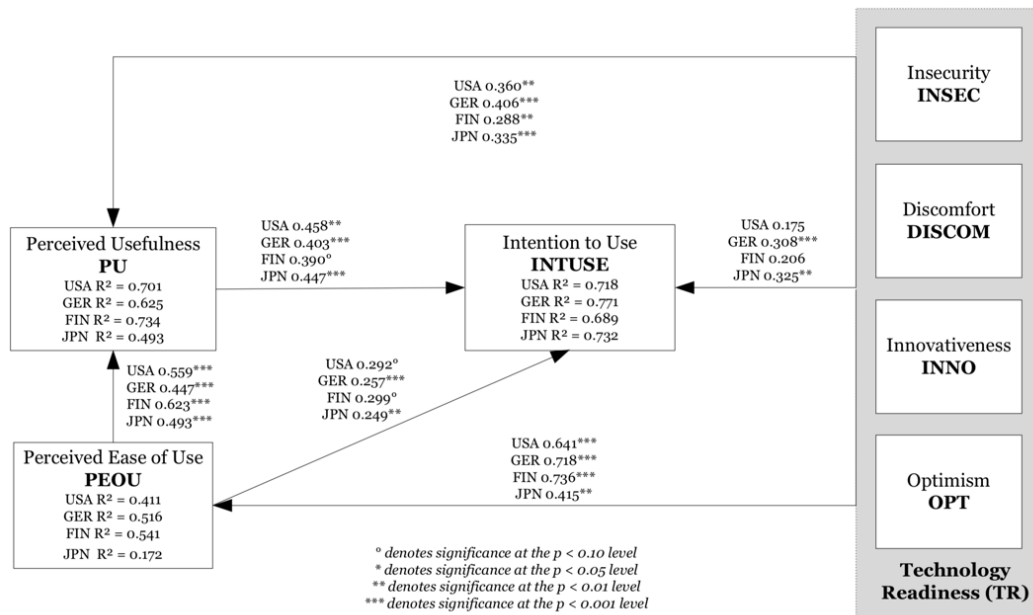 Insecurity
INSEC
USA 0.360**
GER 0.406***
FIN 0.288**
JPN 0.335***
Perceived Usefulness
PU
USA R² = 0.701
GER R² = 0.625
FIN R² = 0.734
JPN R² = 0.493
USA 0.458**
GER 0.403***
FIN 0.390°
JPN 0.447***
Intention to Use
INTUSE
USA R² = 0.718
GER R² = 0.771
FIN R² = 0.689
JPN R² = 0.732
USA 0.175
GER 0.308***
FIN 0.206
JPN 0.325**
Discomfort
DISCOM
Innovativeness
INNO
USA 0.559***
GER 0.447***
FIN 0.623***
JPN 0.493***
USA 0.292°
GER 0.257***
FIN 0.299°
JPN 0.249**
Perceived Ease of Use
PEOU
USA R² = 0.411
GER R² = 0.516
FIN R² = 0.541
JPN R² = 0.172
USA 0.641***
GER 0.718***
FIN 0.736***
JPN 0.415**
Optimism
OPT
° denotes significance at the p < 0.10 level
* denotes significance at the p < 0.05 level
** denotes significance at the p < 0.01 level
*** denotes significance at the p < 0.001 level
Technology
Readiness (TR)